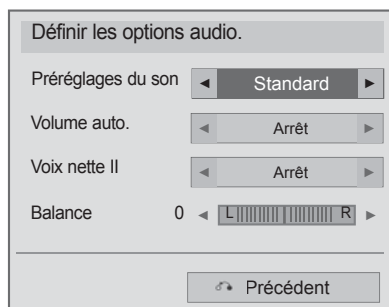 Définir les options audio.
Préréglages du son ◄ Standard ►
Volume auto. ◄ Arrêt ►
Voix nette II ◄ Arrêt ►
Balance 0 ◄ L R ►
Précédent